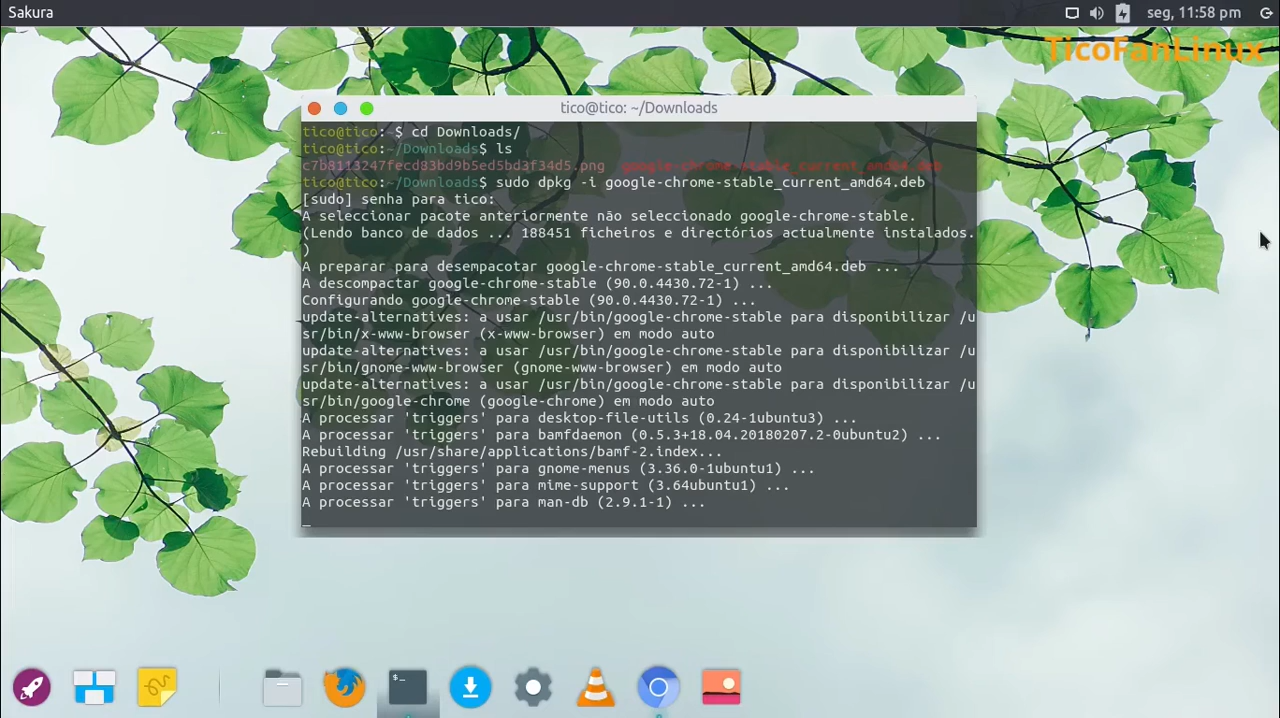 Sakura
seg, 11:58 pm
TicoFanLinux
tico@tico: ~/Downloads
tico@tico:~$ cd Downloads/
tico@tico:~/Downloads$ ls
c7b8113247fecd83bd9b5ed5bd3f34d5.png  google-chrome-stable_current_amd64.deb
tico@tico:~/Downloads$ sudo dpkg -i google-chrome-stable_current_amd64.deb
[sudo] senha para tico:
A seleccionar pacote anteriormente não seleccionado google-chrome-stable.
(Lendo banco de dados ... 188451 ficheiros e directórios actualmente instalados.
)
A preparar para desempacotar google-chrome-stable_current_amd64.deb ...
A descompactar google-chrome-stable (90.0.4430.72-1) ...
Configurando google-chrome-stable (90.0.4430.72-1) ...
update-alternatives: a usar /usr/bin/google-chrome-stable para disponibilizar /u
sr/bin/x-www-browser (x-www-browser) em modo auto
update-alternatives: a usar /usr/bin/google-chrome-stable para disponibilizar /u
sr/bin/gnome-www-browser (gnome-www-browser) em modo auto
update-alternatives: a usar /usr/bin/google-chrome-stable para disponibilizar /u
sr/bin/google-chrome (google-chrome) em modo auto
A processar 'triggers' para desktop-file-utils (0.24-1ubuntu3) ...
A processar 'triggers' para bamfdaemon (0.5.3+18.04.20180207.2-0ubuntu2) ...
Rebuilding /usr/share/applications/bamf-2.index...
A processar 'triggers' para gnome-menus (3.36.0-1ubuntu1) ...
A processar 'triggers' para mime-support (3.64ubuntu1) ...
A processar 'triggers' para man-db (2.9.1-1) ...